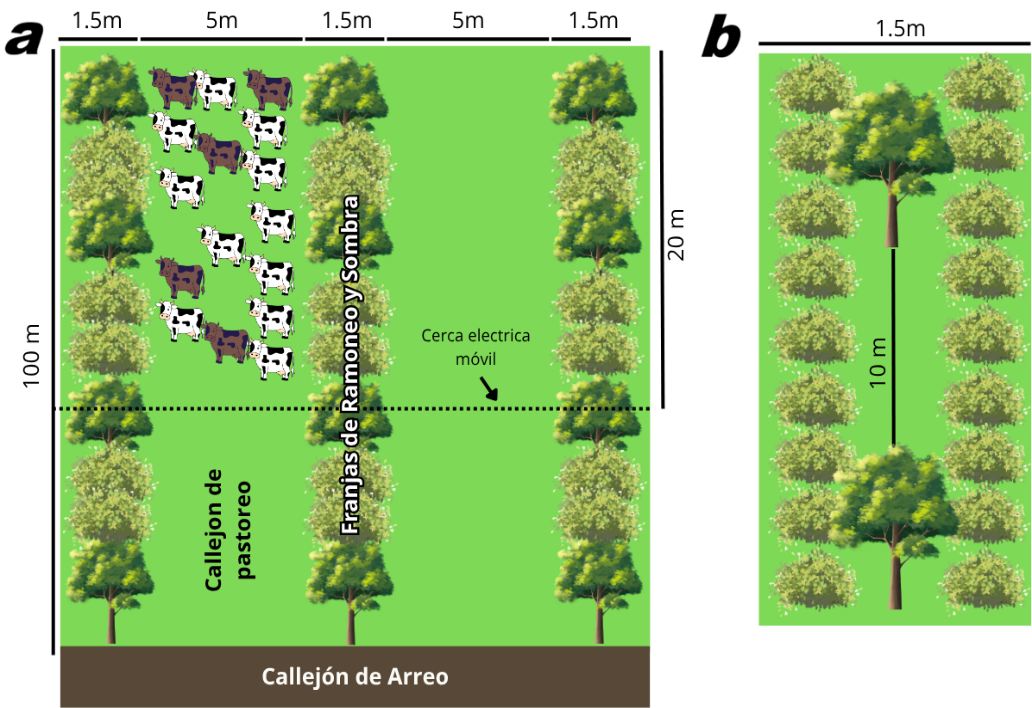 a
1.5m
5m
1.5m
5m
1.5m
100 m
20 m
Franjas de Ramoneo y Sombra
Cerca electrica
móvil
Callejon de
pastoreo
Callejón de Arreo
b
1.5m
10 m